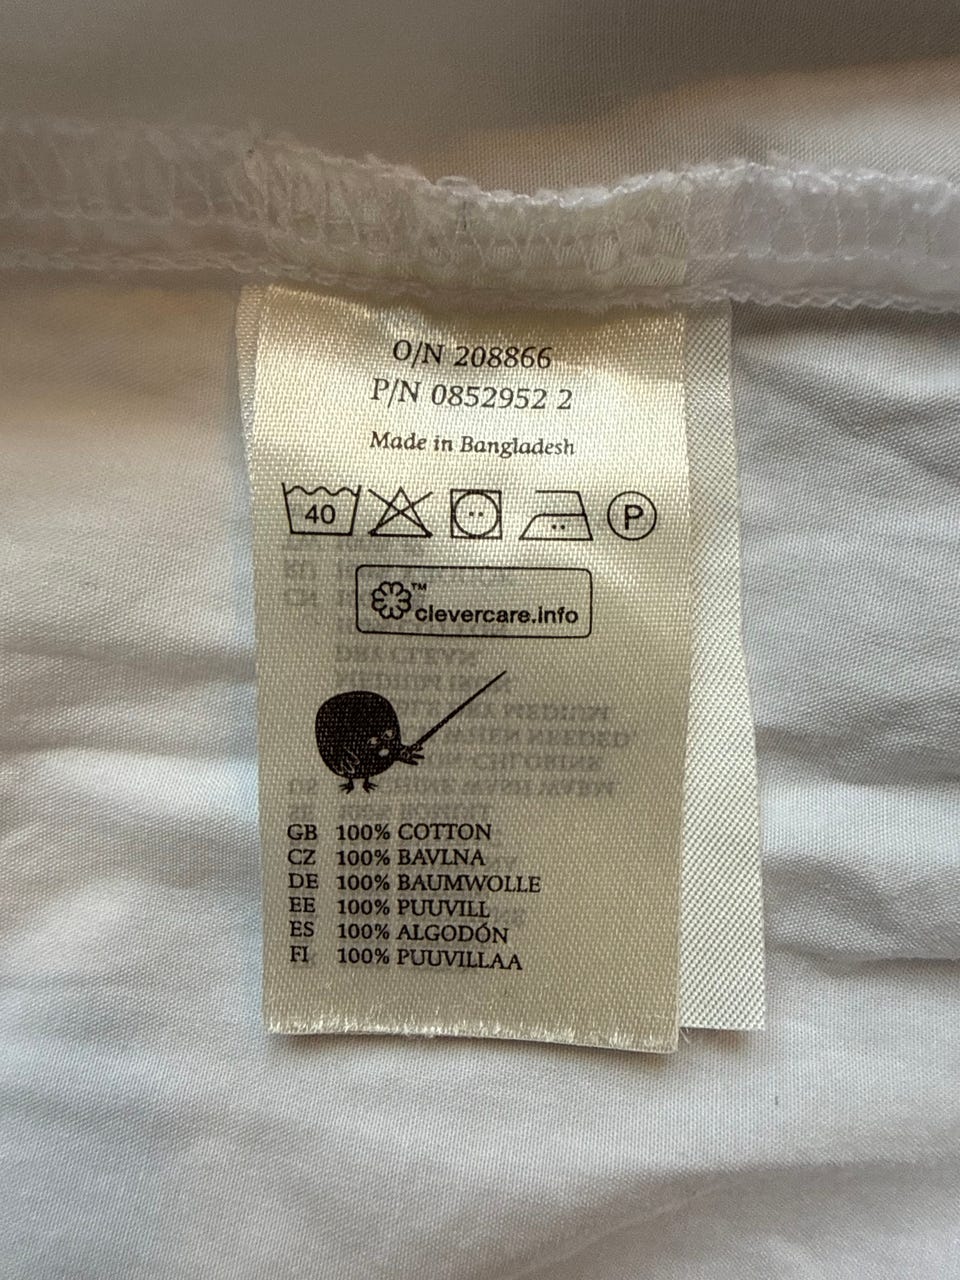 O/N 208866
P/N 0852952 2
Made in Bangladesh
40 P
™ clevercare.info
GB 100% COTTON
CZ 100% BAVLNA
DE 100% BAUMWOLLE
EE 100% PUUVILL
ES 100% ALGODÓN
FI 100% PUUVILLAA